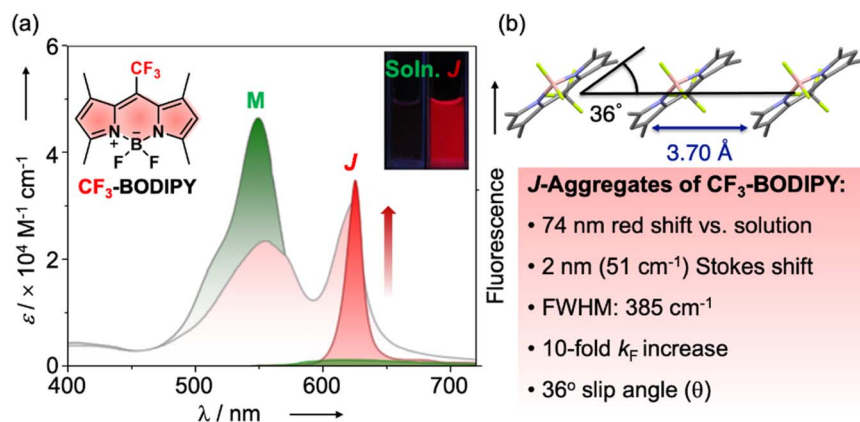 (a)
6
4
2
0
ε / × 10⁴ M⁻¹ cm⁻¹
400
500
600
700
λ / nm
CF₃
N
N
+
B
−
F
F
CF₃-BODIPY
M
J
Soln. J
Fluorescence
(b)
36°
3.70 Å
J-Aggregates of CF₃-BODIPY:
• 74 nm red shift vs. solution
• 2 nm (51 cm⁻¹) Stokes shift
• FWHM: 385 cm⁻¹
• 10-fold kF increase
• 36º slip angle (θ)